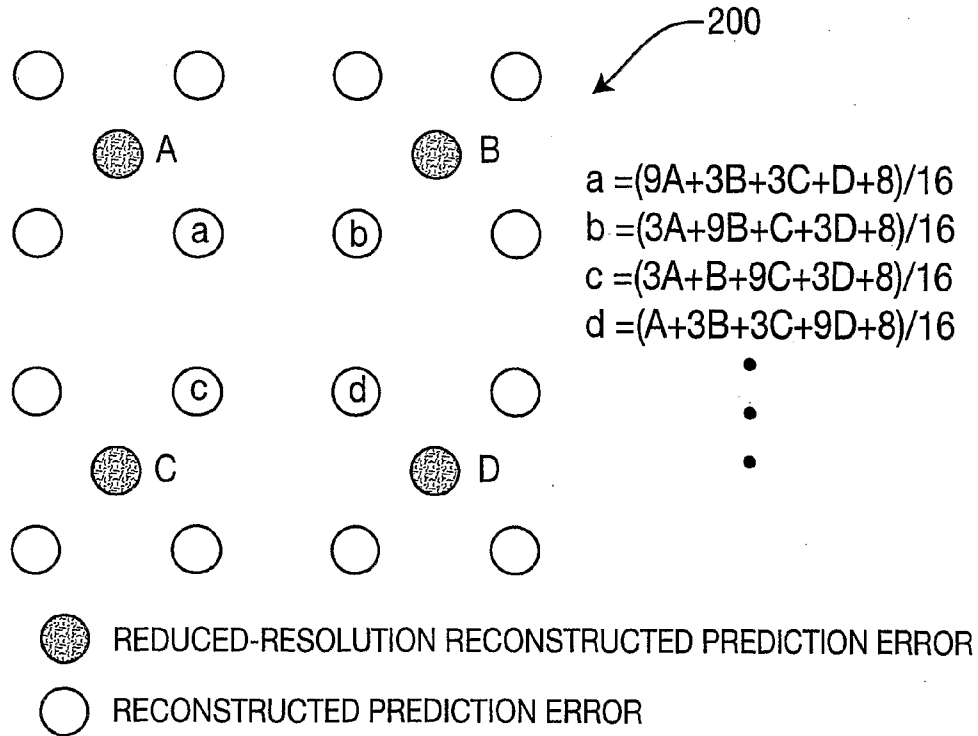 200
A
B
a =(9A+3B+3C+D+8)/16
a
b
b =(3A+9B+C+3D+8)/16
c =(3A+B+9C+3D+8)/16
d =(A+3B+3C+9D+8)/16
c
d
C
D
REDUCED-RESOLUTION RECONSTRUCTED PREDICTION ERROR
RECONSTRUCTED PREDICTION ERROR